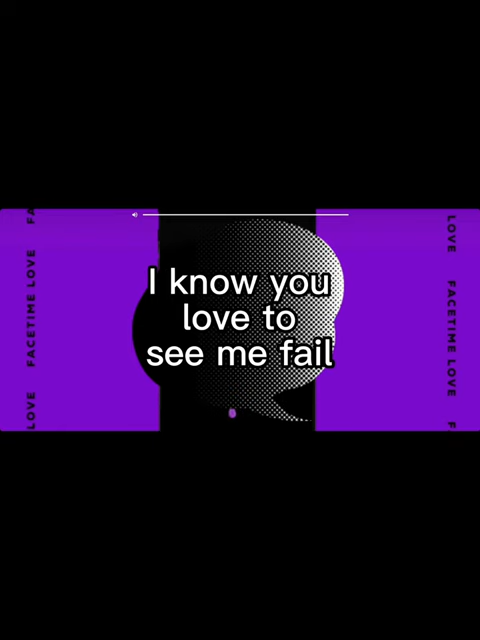 FACETIME LOVE
FA
LOVE
I know you
love to
see me fail
LOVE
FACETIME LOVE
F